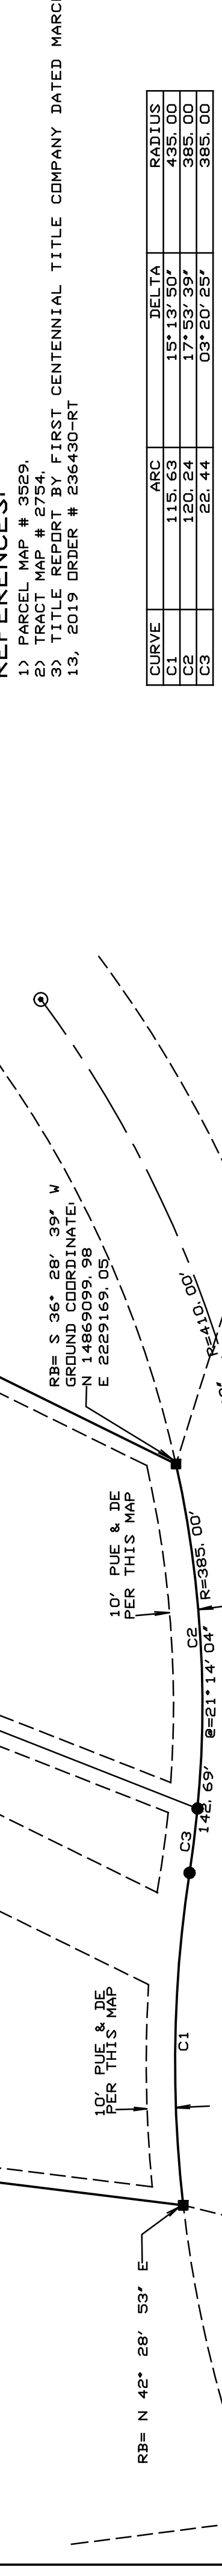 REFERENCES:
1) PARCEL MAP # 3529.
2) TRACT MAP # 2754.
3) TITLE REPORT BY FIRST CENTENNIAL TITLE COMPANY DATED MARCH
13, 2019 ORDER # 236430-RT
CURVE ARC DELTA RADIUS
C1 115.63 15°13'50" 435.00
C2 120.24 17°53'39" 385.00
C3 22.44 03°20'25" 385.00
RB= S 36° 28' 39" W
GROUND COORDINATE:
N 14869099.98
E 2229169.05
R=410.00'
10' PUE & DE
PER THIS MAP
C2
R=385.00'
@=21°14'04"
142.69'
C3
10' PUE & DE
PER THIS MAP
C1
RB= N 42° 28' 53" E